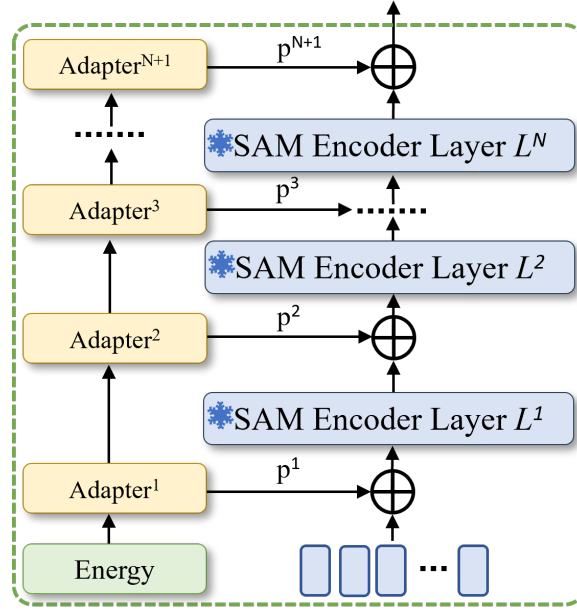 Adapter^N+1
p^N+1
SAM Encoder Layer L^N
Adapter^3
p^3
SAM Encoder Layer L^2
Adapter^2
p^2
SAM Encoder Layer L^1
Adapter^1
p^1
Energy